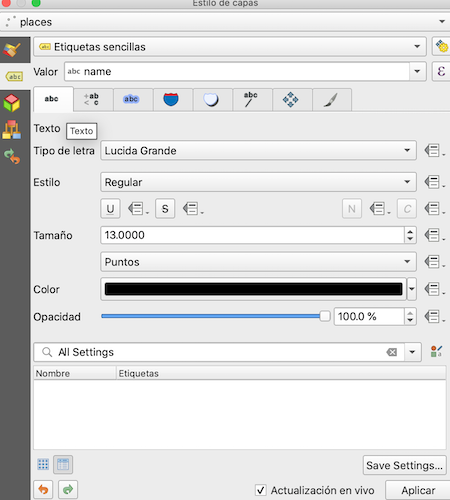 Estilo de capas
places
abc Etiquetas sencillas
Valor abc name ε
abc +ab < c abc abc
Texto Texto
Tipo de letra Lucida Grande
Estilo Regular
U S N C
Tamaño 13.0000
Puntos
Color
Opacidad 100.0 %
All Settings
Nombre Etiquetas
Save Settings...
Actualización en vivo Aplicar